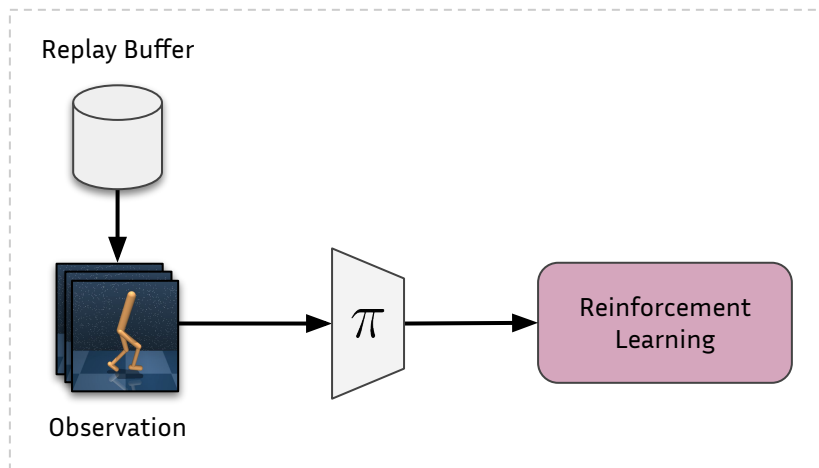 Replay Buffer
π
Reinforcement
Learning
Observation